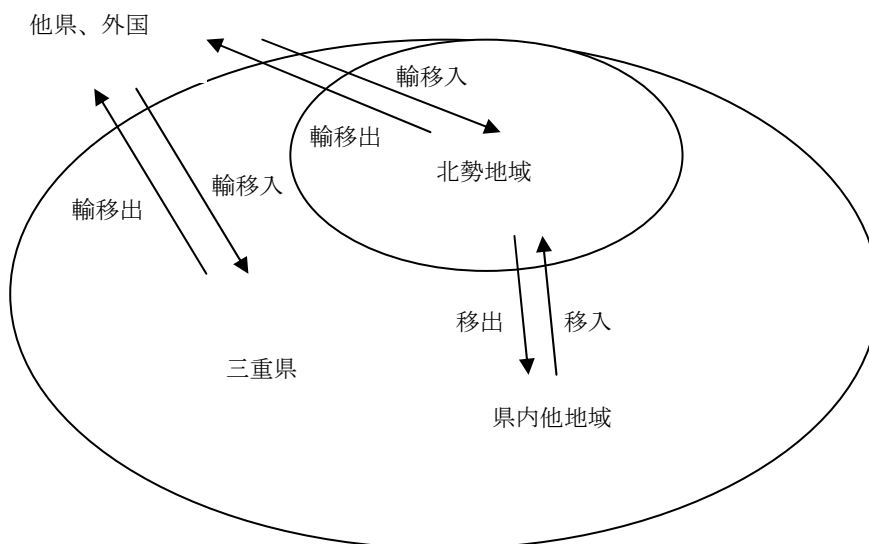 他県、外国
輸移入
輸移出
北勢地域
輸移入
輸移出
移出
移入
三重県
県内他地域